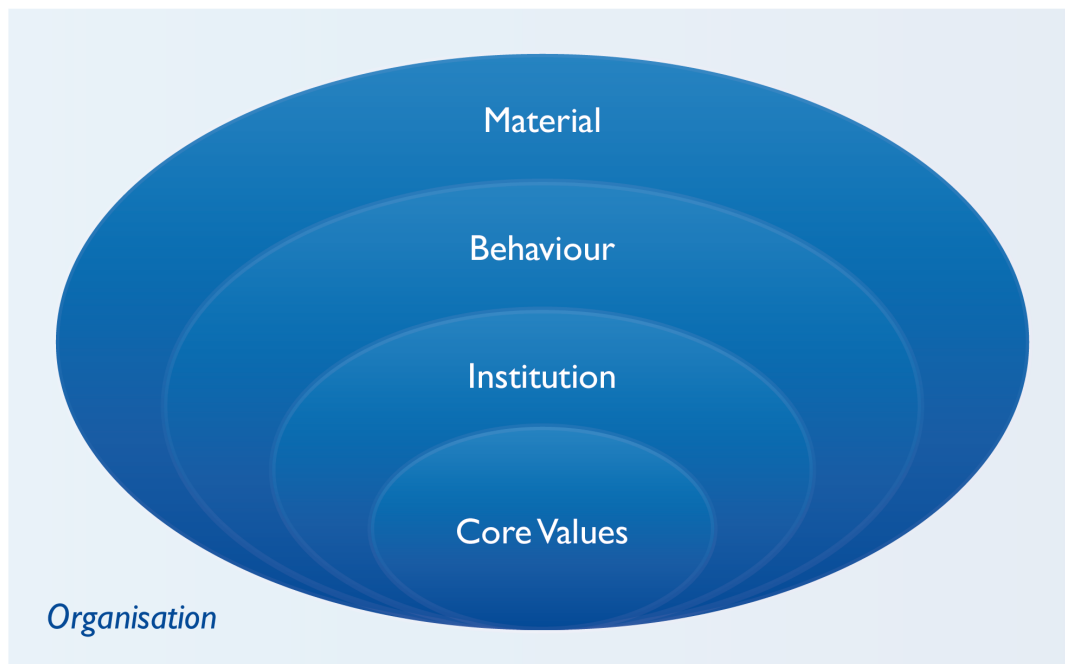 Material
Behaviour
Institution
Core Values
Organisation